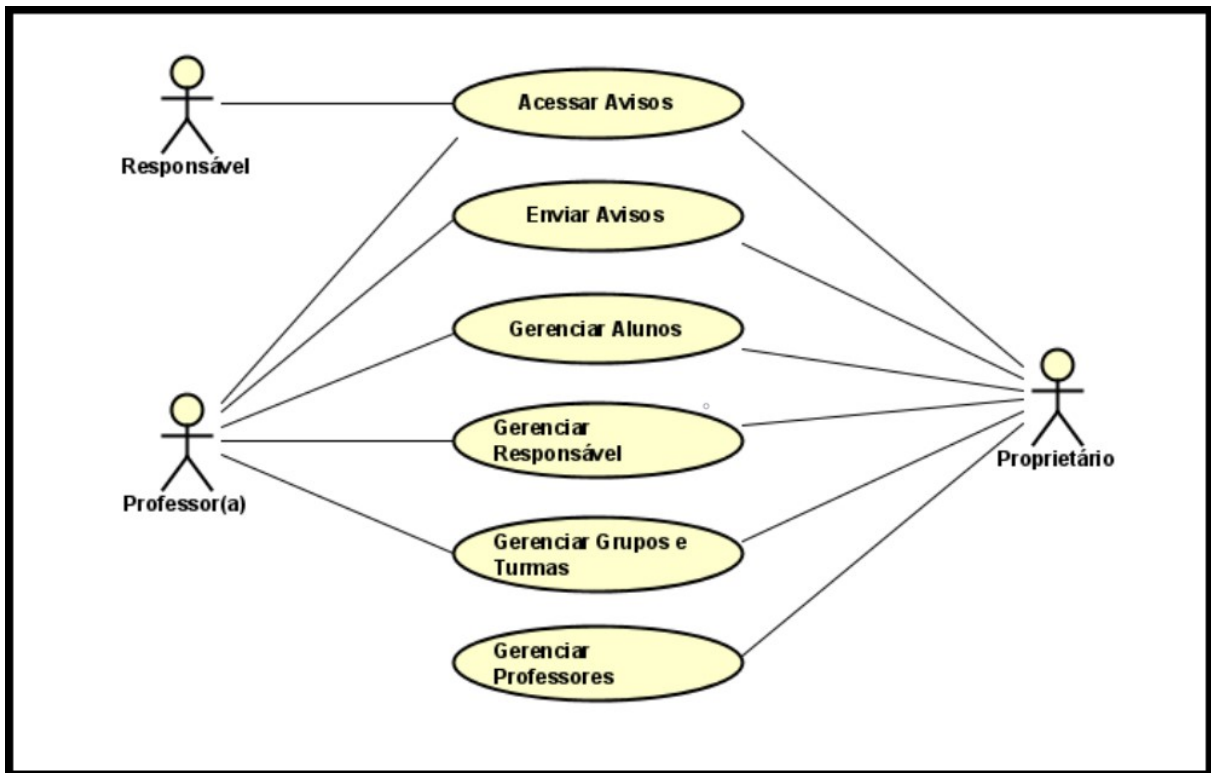 Acessar Avisos
Responsável
Enviar Avisos
Gerenciar Alunos
Gerenciar
Responsável
Proprietário
Professor(a)
Gerenciar Grupos e
Turmas
Gerenciar
Professores